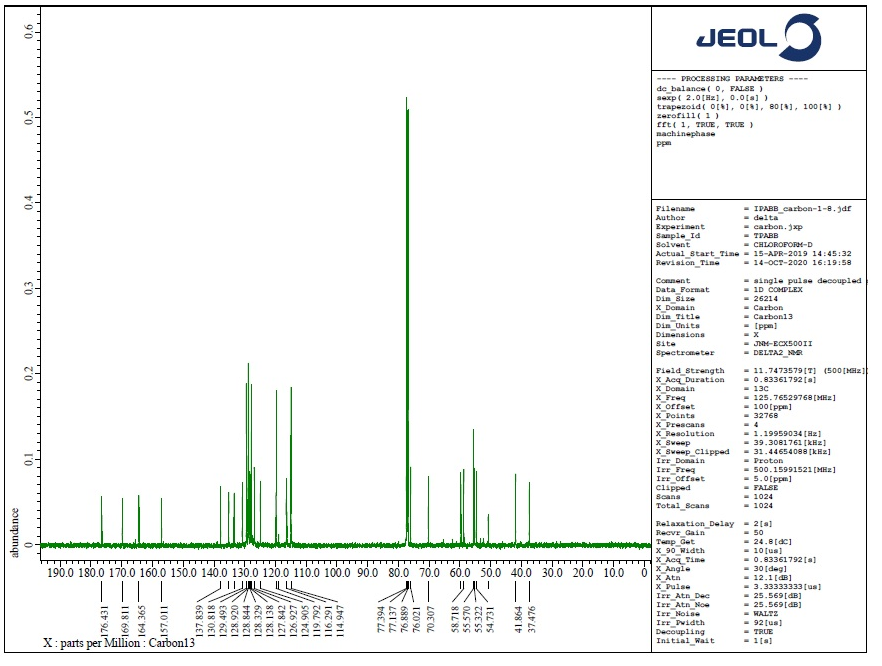 JEOL
---- PROCESSING PARAMETERS ----
dc_balance( 0, FALSE )
sexp( 2.0[Hz], 0.0[s] )
trapezoid( 0[%], 0[%], 80[%], 100[%] )
zerofill( 1 )
fft( 1, TRUE, TRUE )
machinephase
ppm
Filename = IPABB_carbon-1-8.jdf
Author = delta
Experiment = carbon.jxp
Sample_Id = TPABB
Solvent = CHLOROFORM-D
Actual_Start_Time = 15-APR-2019 14:45:32
Revision_Time = 14-OCT-2020 16:19:58
Comment = single pulse decoupled
Data_Format = 1D COMPLEX
Dim_Size = 26214
X_Domain = Carbon
Dim_Title = Carbon13
Dim_Units = [ppm]
Dimensions = X
Site = JNM-ECX500II
Spectrometer = DELTA2_NMR
Field_Strength = 11.7473579[T] (500[MHz]
X_Acq_Duration = 0.83361792[s]
X_Domain = 13C
X_Freq = 125.76529768[MHz]
X_Offset = 100[ppm]
X_Points = 32768
X_Prescans = 4
X_Resolution = 1.19959034[Hz]
X_Sweep = 39.3081761[kHz]
X_Sweep_Clipped = 31.44654088[kHz]
Irr_Domain = Proton
Irr_Freq = 500.15991521[MHz]
Irr_Offset = 5.0[ppm]
Clipped = FALSE
Scans = 1024
Total_Scans = 1024
Relaxation_Delay = 2[s]
Recvr_Gain = 50
Temp_Get = 24.8[dC]
X_90_Width = 10[us]
X_Acq_Time = 0.83361792[s]
X_Angle = 30[deg]
X_Atn = 12.1[dB]
X_Pulse = 3.33333333[us]
Irr_Atn_Dec = 25.569[dB]
Irr_Atn_Noe = 25.569[dB]
Irr_Noise = WALTZ
Irr_Pwidth = 92[us]
Decoupling = TRUE
Initial_Wait = 1[s]
abundance
0 0.1 0.2 0.3 0.4 0.5 0.6
190.0 180.0 170.0 160.0 150.0 140.0 130.0 120.0 110.0 100.0 90.0 80.0 70.0 60.0 50.0 40.0 30.0 20.0 10.0 0
176.431
169.811
164.365
157.011
137.839
130.818
129.493
128.920
128.844
128.329
128.138
127.842
126.927
124.905
119.792
116.291
114.947
77.394
77.137
76.889
76.021
70.307
58.718
55.570
55.322
54.731
41.864
37.476
X : parts per Million : Carbon13